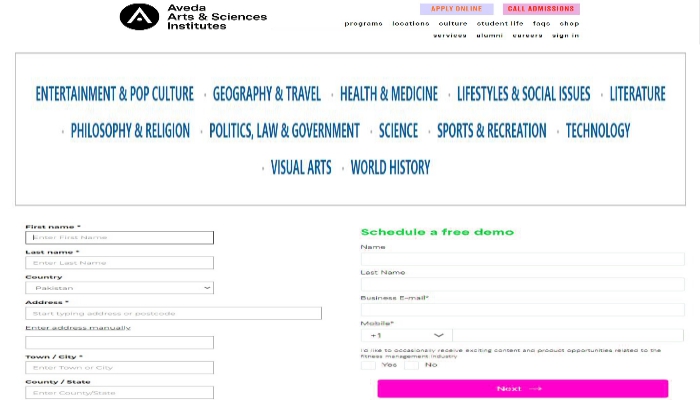 Aveda
Arts & Sciences
Institutes
APPLY ONLINE CALL ADMISSIONS
programs locations culture student life faqs shop
services alumni careers sign in
ENTERTAINMENT & POP CULTURE · GEOGRAPHY & TRAVEL · HEALTH & MEDICINE · LIFESTYLES & SOCIAL ISSUES · LITERATURE
· PHILOSOPHY & RELIGION · POLITICS, LAW & GOVERNMENT · SCIENCE · SPORTS & RECREATION · TECHNOLOGY
· VISUAL ARTS · WORLD HISTORY
First name *
Enter First Name
Last name *
Enter Last Name
Country
Pakistan
Address *
Start typing address or postcode
Enter address manually
Town / City *
Enter Town or City
County / State
Enter County/State
Schedule a free demo
Name
Last Name
Business E-mail*
Mobile*
+1
I'd like to occasionally receive exciting content and product opportunities related to the
fitness management industry
Yes No
Next →